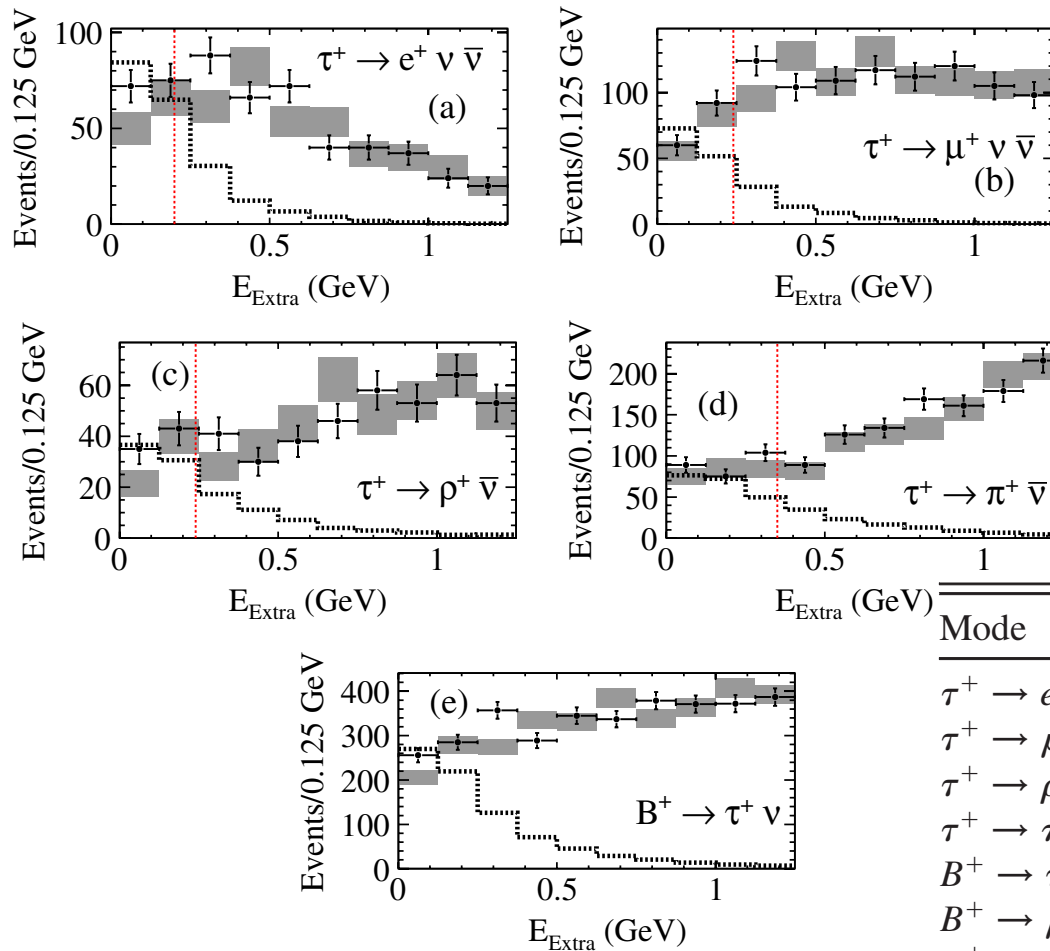 Events/0.125 GeV
100
50
0
τ⁺ → e⁺ ν ν̅
(a)
0 0.5 1
E_Extra (GeV)
Events/0.125 GeV
100
50
0
τ⁺ → μ⁺ ν ν̅
(b)
0 0.5 1
E_Extra (GeV)
Events/0.125 GeV
60
40
20
0
(c)
τ⁺ → ρ⁺ ν̅
0 0.5 1
E_Extra (GeV)
Events/0.125 GeV
200
150
100
50
0
(d)
τ⁺ → π⁺ ν̅
0 0.5 1
E_Extra (GeV)
Events/0.125 GeV
400
300
200
100
0
(e)
B⁺ → τ⁺ ν
0 0.5 1
E_Extra (GeV)
Mode
τ⁺ → e
τ⁺ → μ
τ⁺ → ρ
τ⁺ →
B⁺ →
B⁺ →